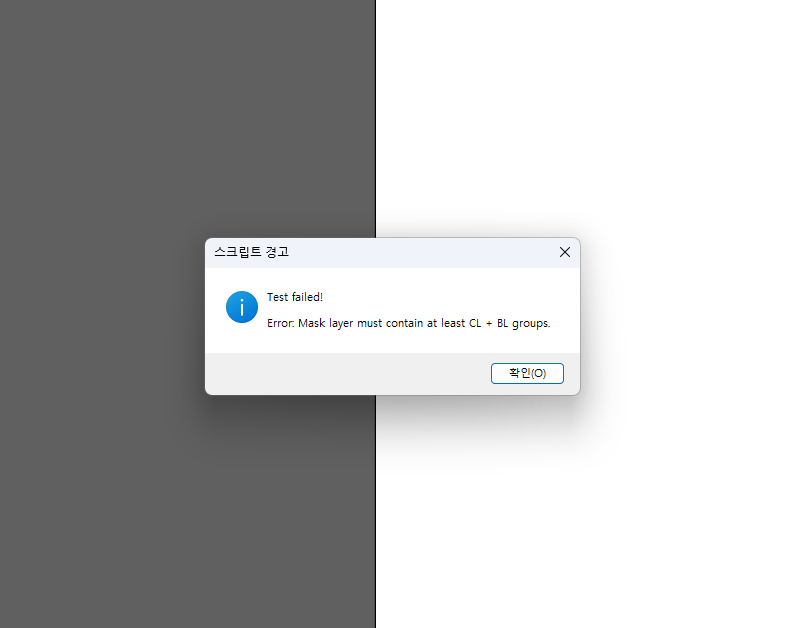 스크립트 경고
Test failed!
Error: Mask layer must contain at least CL + BL groups.
확인(O)